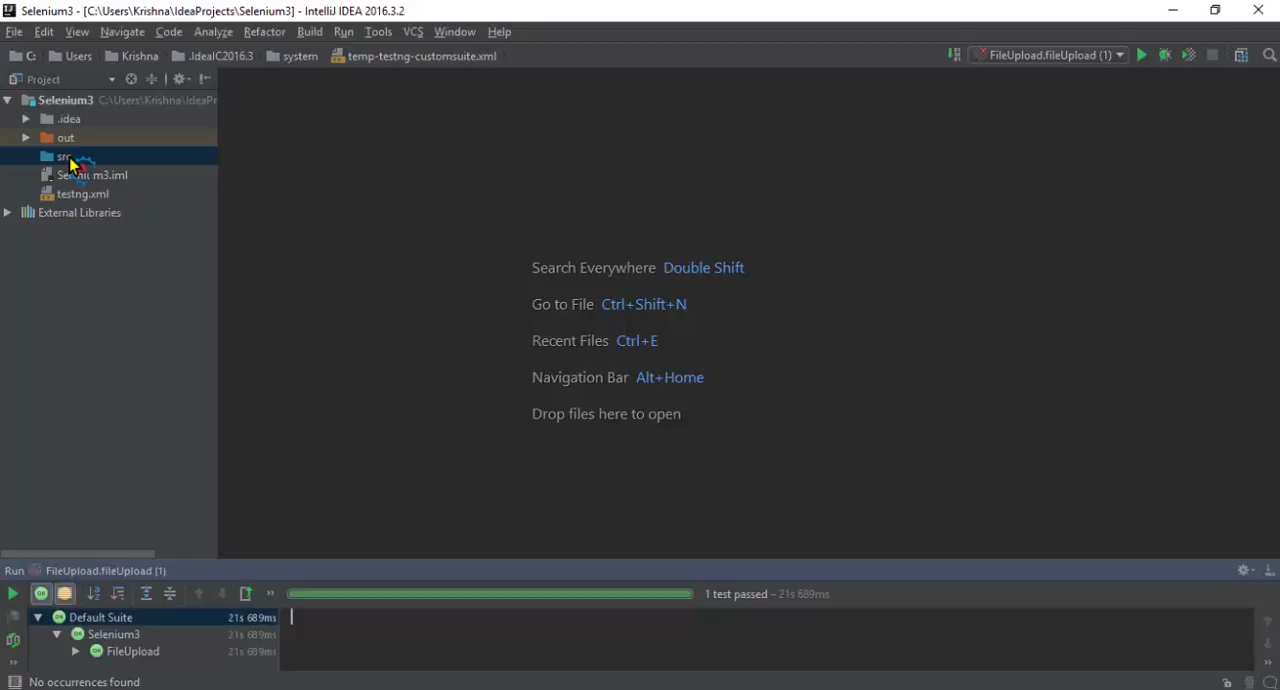 Selenium3 - [C:\Users\Krishna\IdeaProjects\Selenium3] - IntelliJ IDEA 2016.3.2
File Edit View Navigate Code Analyze Refactor Build Run Tools VCS Window Help
C: Users Krishna .IdeaIC2016.3 system temp-testng-customsuite.xml FileUpload.fileUpload (1)
Project
Selenium3 C:\Users\Krishna\IdeaPr
.idea
out
src
m3.iml
testng.xml
External Libraries
Search Everywhere Double Shift
Go to File Ctrl+Shift+N
Recent Files Ctrl+E
Navigation Bar Alt+Home
Drop files here to open
Run FileUpload.fileUpload (1)
1 test passed – 21s 689ms
Default Suite 21s 689ms
Selenium3 21s 689ms
FileUpload 21s 689ms
No occurrences found